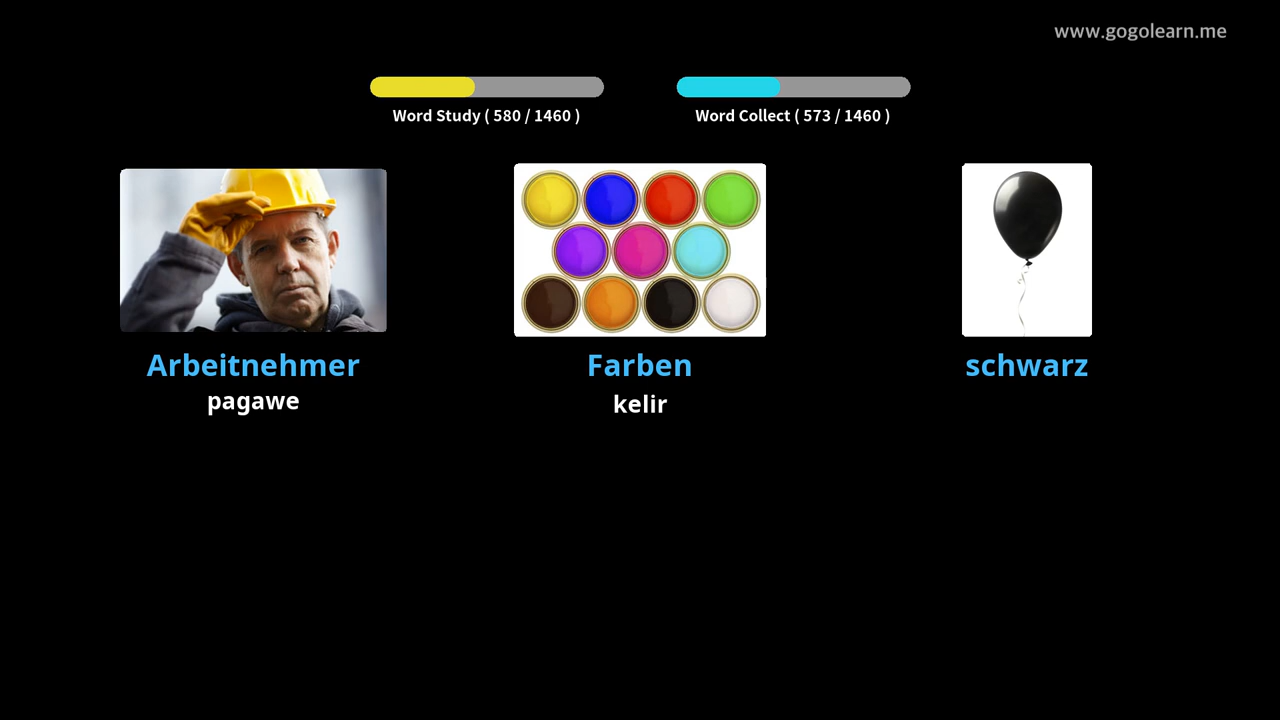 www.gogolearn.me
Word Study ( 580 / 1460 )
Word Collect ( 573 / 1460 )
Arbeitnehmer
pagawe
Farben
kelir
schwarz